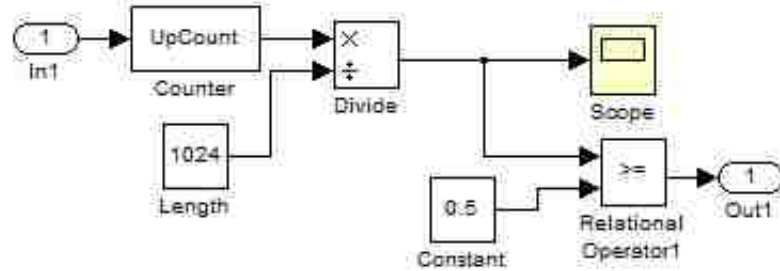 1
In1
UpCount
Counter
×
÷
Divide
1024
Length
Scope
0.5
Constant
>=
Relational
Operator1
1
Out1